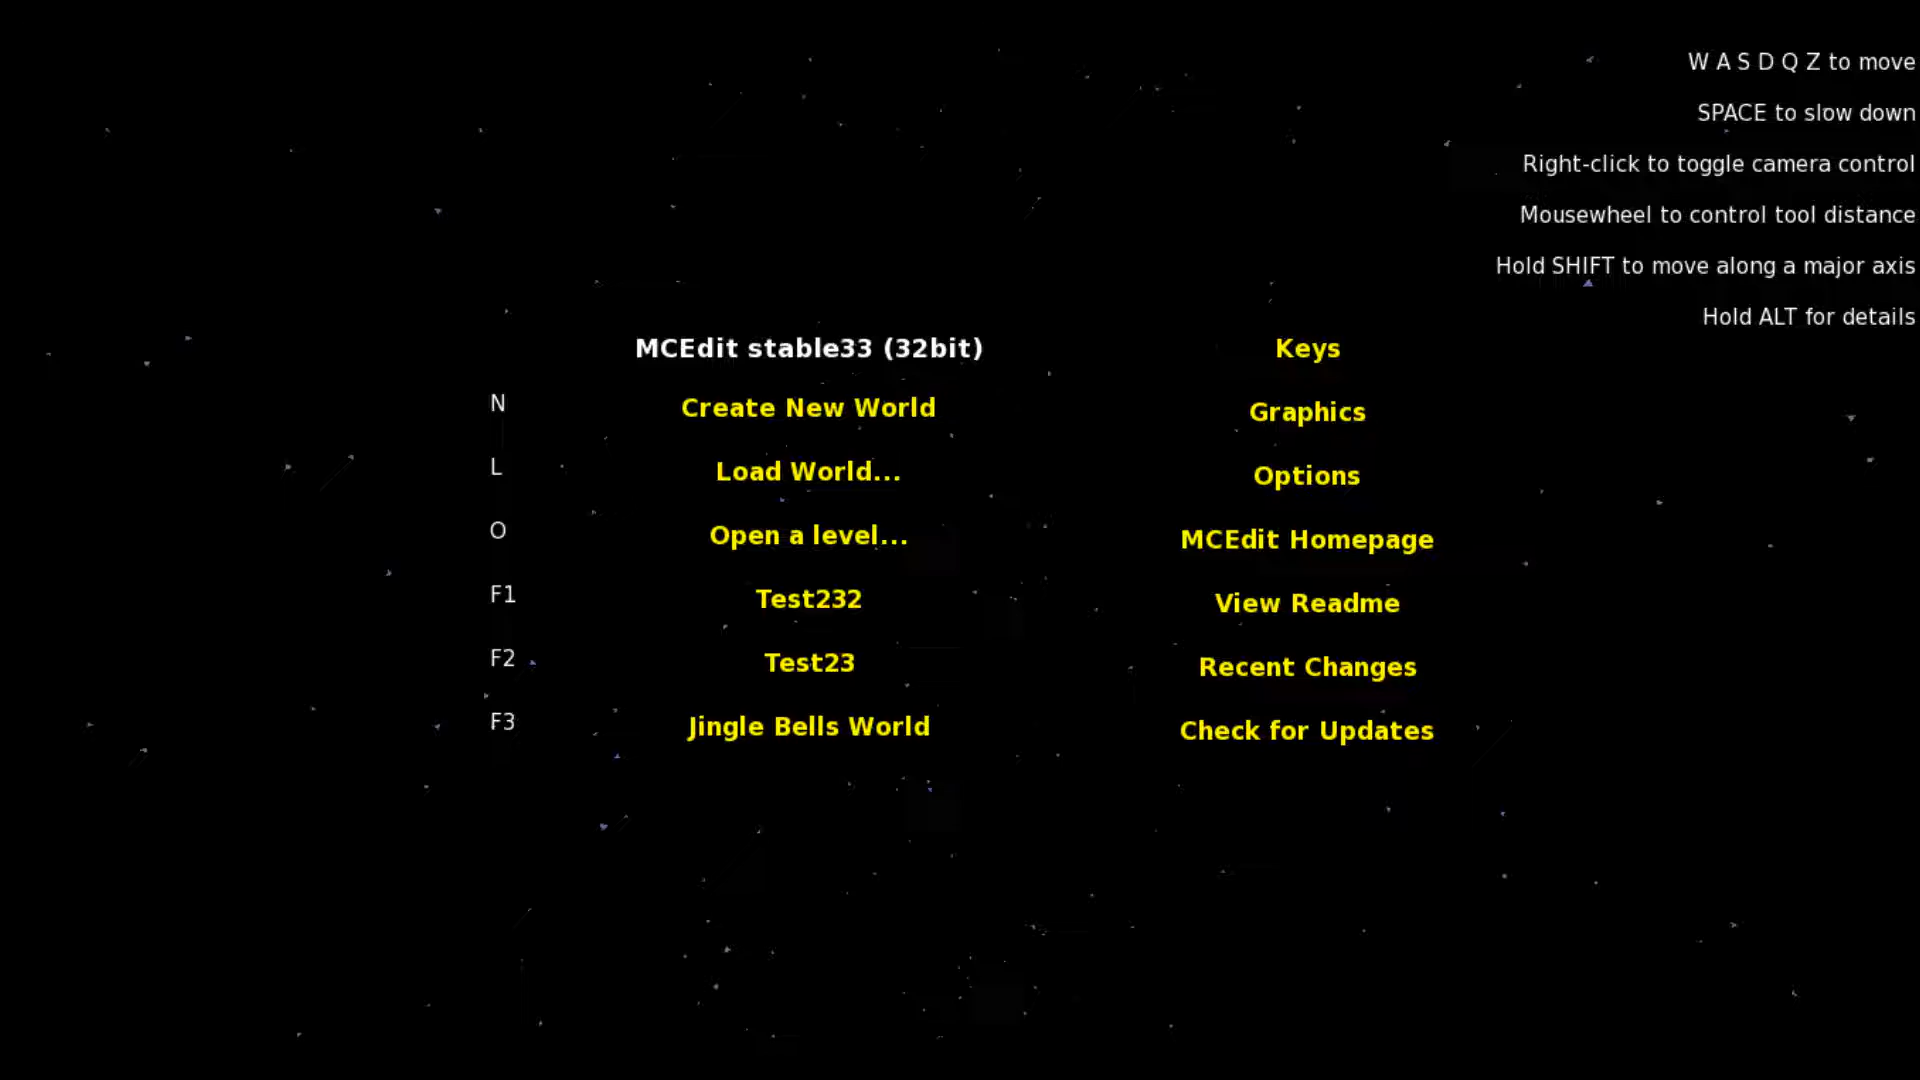 W A S D Q Z to move
SPACE to slow down
Right-click to toggle camera control
Mousewheel to control tool distance
Hold SHIFT to move along a major axis
Hold ALT for details
MCEdit stable33 (32bit)
N Create New World
L Load World...
O Open a level...
F1 Test232
F2 Test23
F3 Jingle Bells World
Keys
Graphics
Options
MCEdit Homepage
View Readme
Recent Changes
Check for Updates